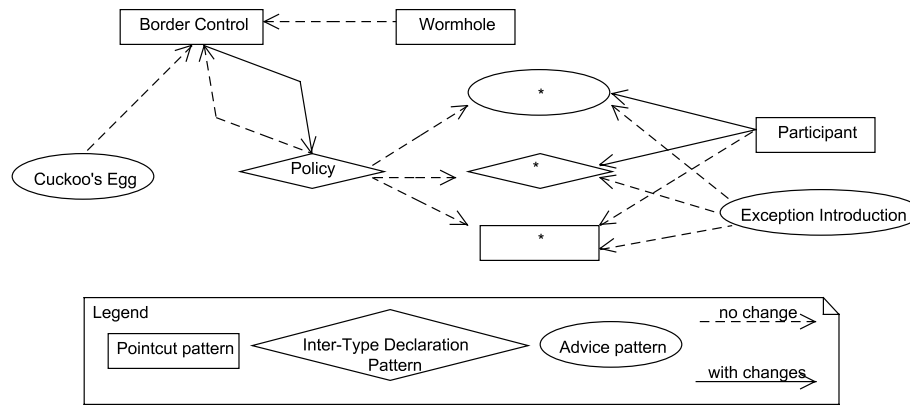 Border Control
Wormhole
*
Participant
Policy
*
Cuckoo's Egg
Exception Introduction
*
Legend
no change
Pointcut pattern
Inter-Type Declaration
Pattern
Advice pattern
with changes